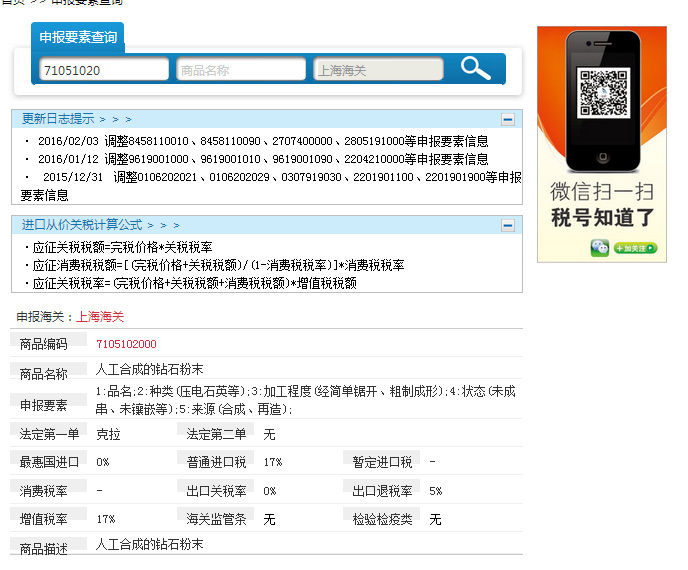 首页 >> 申报要素查询
申报要素查询
71051020 商品名称 上海海关
更新日志提示 > > >
· 2016/02/03 调整8458110010、8458110090、2707400000、2805191000等申报要素信息
· 2016/01/12 调整9619001000、9619001010、9619001090、2204210000等申报要素信息
· 2015/12/31 调整0106202021、0106202029、0307919030、2201901100、2201901900等申报
要素信息
进口从价关税计算公式 > > >
·应征关税税额=完税价格*关税税率
·应征消费税税额=[(完税价格+关税税额)/(1-消费税税率)]*消费税税率
·应征关税税率=(完税价格+关税税额+消费税税额)*增值税税额
申报海关：上海海关
商品编码 7105102000
商品名称 人工合成的钻石粉末
申报要素 1:品名;2:种类(压电石英等);3:加工程度(经简单锯开、粗制成形);4:状态(未成
串、未镶嵌等);5:来源(合成、再造);
法定第一单 克拉 法定第二单 无
最惠国进口 0% 普通进口税 17% 暂定进口税 -
消费税率 - 出口关税率 0% 出口退税率 5%
增值税率 17% 海关监管条 无 检验检疫类 无
商品描述 人工合成的钻石粉末
微信扫一扫
税号知道了
+加关注